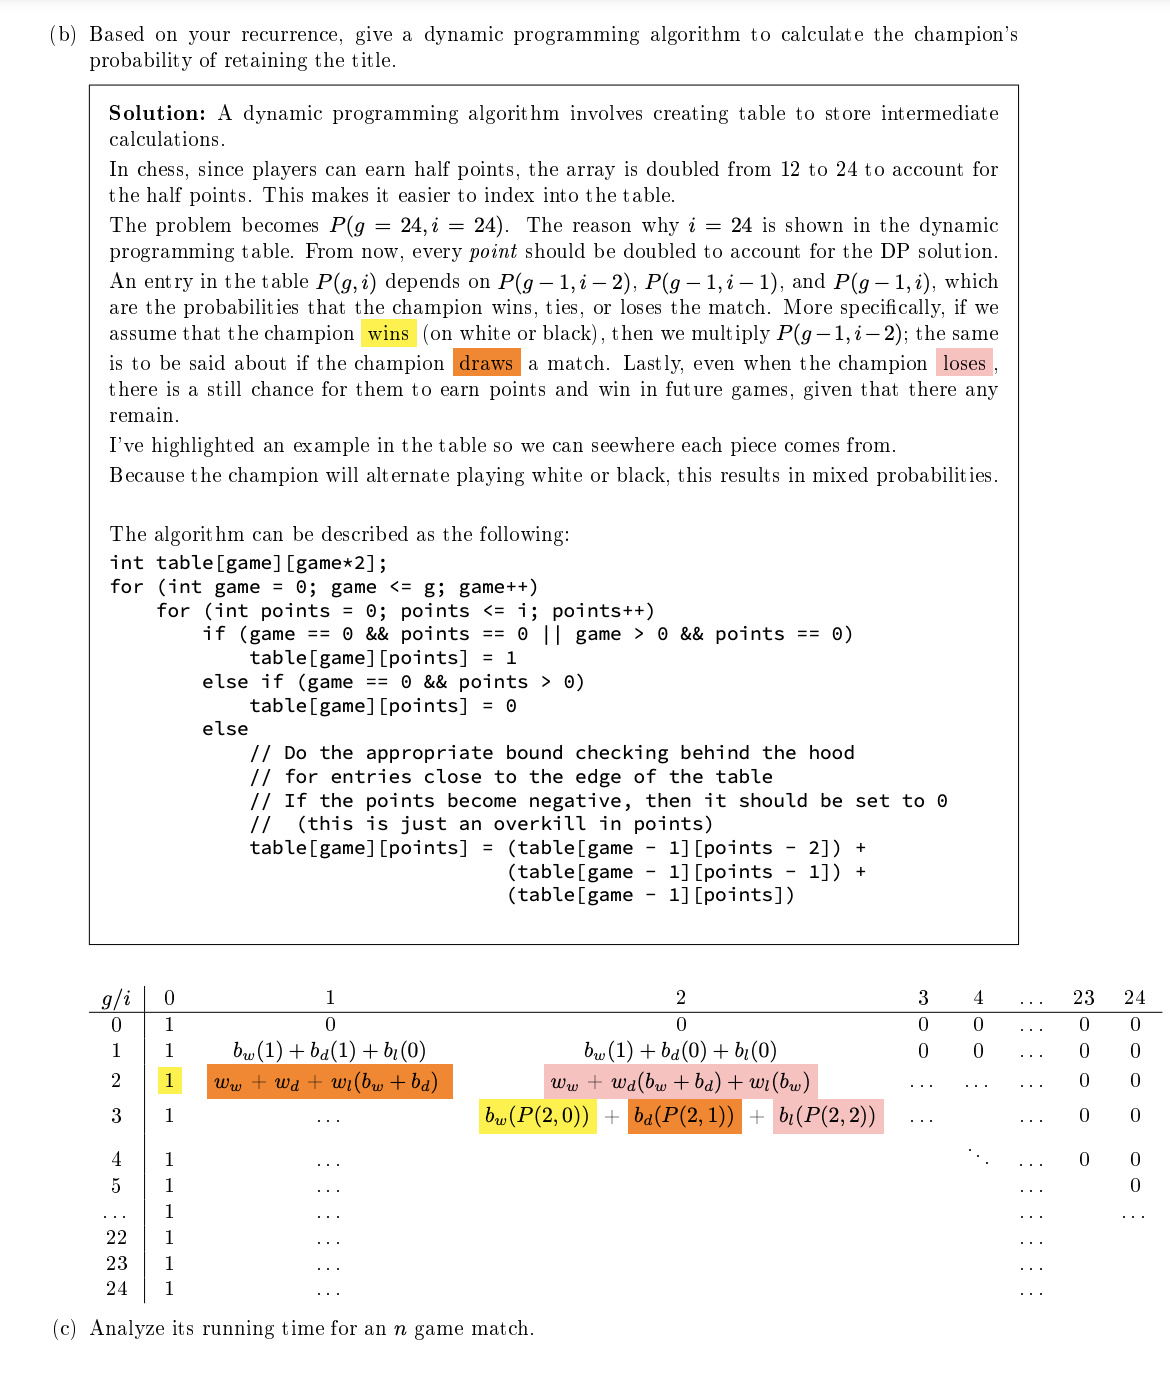 (b) Based on your recurrence, give a dynamic programming algorithm to calculate the champion's
probability of retaining the title.
Solution: A dynamic programming algorithm involves creating table to store intermediate
calculations.
In chess, since players can earn half points, the array is doubled from 12 to 24 to account for
the half points. This makes it easier to index into the table.
The problem becomes P(g = 24, i = 24). The reason why i = 24 is shown in the dynamic
programming table. From now, every point should be doubled to account for the DP solution.
An entry in the table P(g, i) depends on P(g − 1, i − 2), P(g − 1, i − 1), and P(g − 1, i), which
are the probabilities that the champion wins, ties, or loses the match. More specifically, if we
assume that the champion wins (on white or black), then we multiply P(g − 1, i − 2); the same
is to be said about if the champion draws a match. Lastly, even when the champion loses ,
there is a still chance for them to earn points and win in future games, given that there any
remain.
I've highlighted an example in the table so we can seewhere each piece comes from.
Because the champion will alternate playing white or black, this results in mixed probabilities.
The algorithm can be described as the following:
int table[game][game*2];
for (int game = 0; game <= g; game++)
    for (int points = 0; points <= i; points++)
        if (game == 0 && points == 0 || game > 0 && points == 0)
            table[game][points] = 1
        else if (game == 0 && points > 0)
            table[game][points] = 0
        else
            // Do the appropriate bound checking behind the hood
            // for entries close to the edge of the table
            // If the points become negative, then it should be set to 0
            //  (this is just an overkill in points)
            table[game][points] = (table[game - 1][points - 2]) +
                                  (table[game - 1][points - 1]) +
                                  (table[game - 1][points])
g/i 0 1 2 3 4 ... 23 24
0 1 0 0 0 0 ... 0 0
1 1 b_w(1) + b_d(1) + b_l(0) b_w(1) + b_d(0) + b_l(0) 0 0 ... 0 0
2 1 w_w + w_d + w_l(b_w + b_d) w_w + w_d(b_w + b_d) + w_l(b_w) ... ... ... 0 0
3 1 ... b_w(P(2, 0)) + b_d(P(2, 1)) + b_l(P(2, 2)) ... ... 0 0
4 1 ... ⋱ ... 0 0
5 1 ... ... 0
... 1 ... ... ...
22 1 ... ...
23 1 ... ...
24 1 ... ...
(c) Analyze its running time for an n game match.